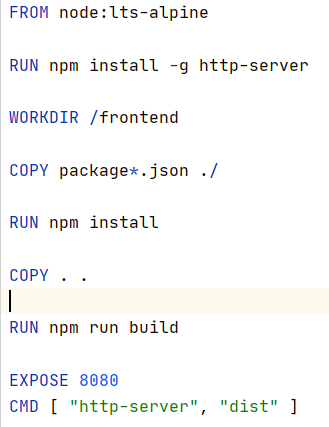 FROM node:lts-alpine
RUN npm install -g http-server
WORKDIR /frontend
COPY package*.json ./
RUN npm install
COPY . .
RUN npm run build
EXPOSE 8080
CMD [ "http-server", "dist" ]